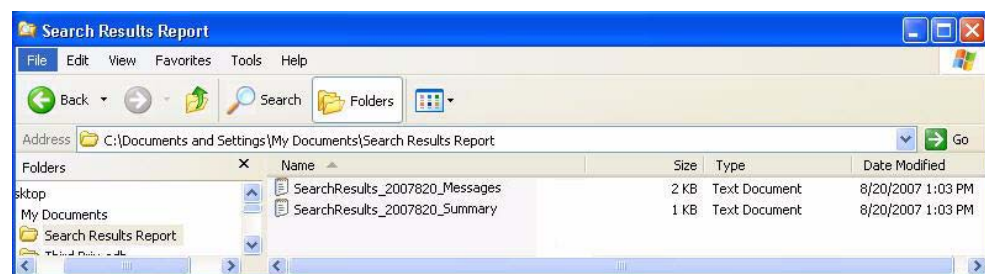 Search Results Report
File Edit View Favorites Tools Help
Back Search Folders
Address C:\Documents and Settings\My Documents\Search Results Report Go
Folders X Name Size Type Date Modified
sktop
My Documents
Search Results Report
SearchResults_2007820_Messages 2 KB Text Document 8/20/2007 1:03 PM
SearchResults_2007820_Summary 1 KB Text Document 8/20/2007 1:03 PM